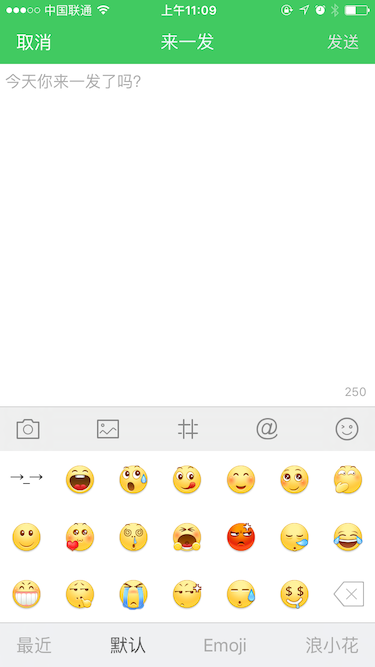 中国联通 上午11:09
取消 来一发 发送
今天你来一发了吗?
250
→_→
最近 默认 Emoji 浪小花